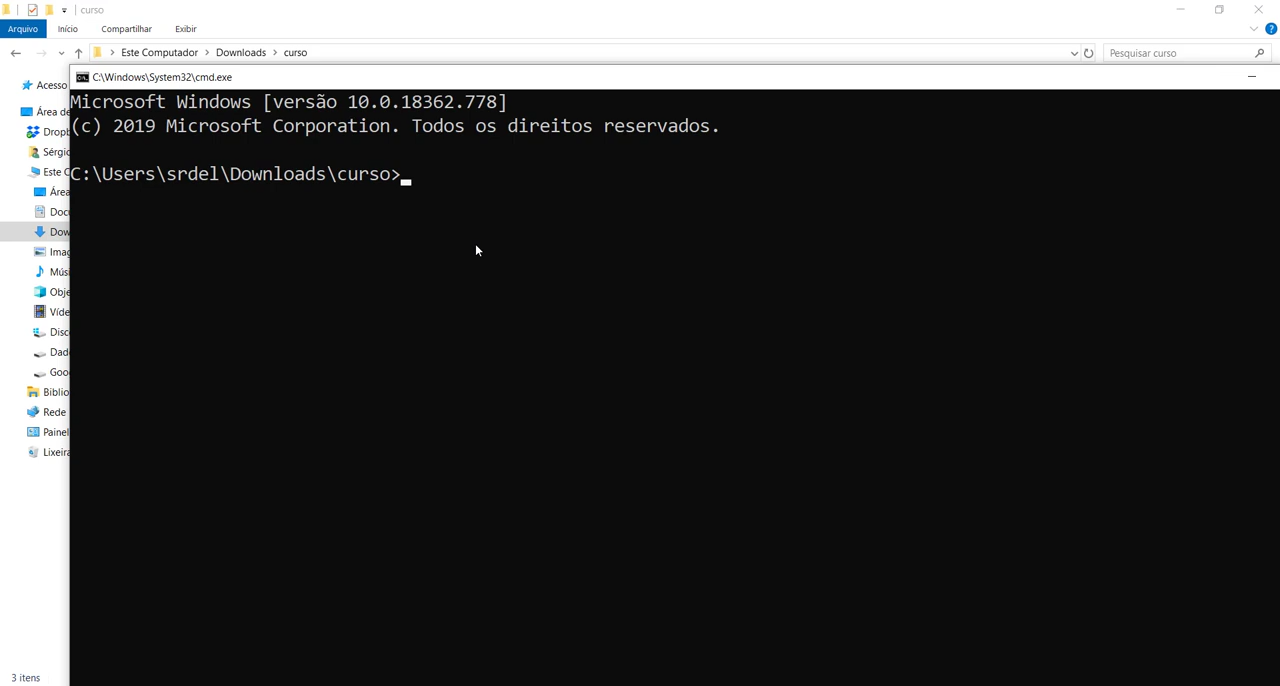 curso
Arquivo Início Compartilhar Exibir
Este Computador Downloads curso
Pesquisar curso
C:\Windows\System32\cmd.exe
Microsoft Windows [versão 10.0.18362.778]
(c) 2019 Microsoft Corporation. Todos os direitos reservados.
C:\Users\srdel\Downloads\curso>
Acesso
Área de
Dropb
Sérgio
Este C
Área
Docu
Dow
Imag
Músi
Obje
Víde
Disc
Dado
Goo
Biblio
Rede
Painel
Lixeira
3 itens